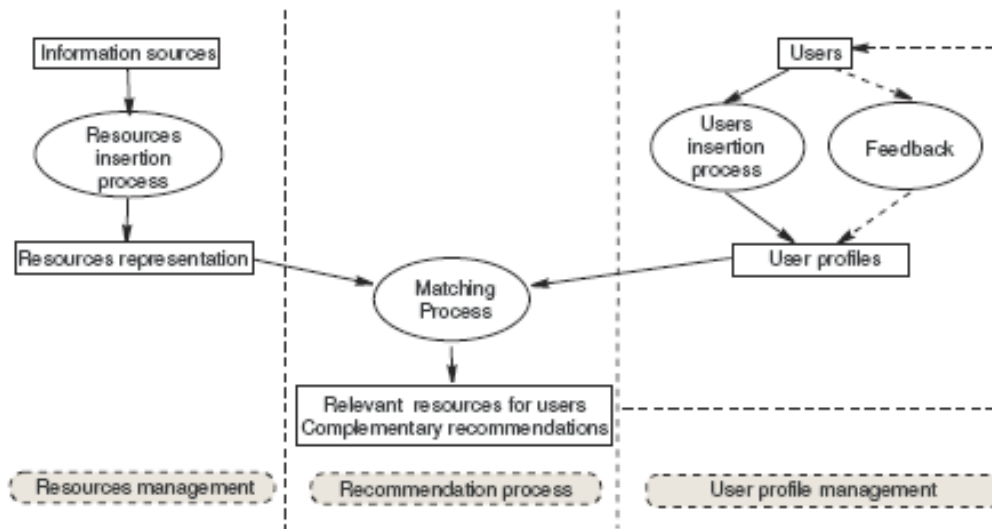 Information sources
Resources
insertion
process
Resources representation
Users
Users
insertion
process
Feedback
User profiles
Matching
Process
Relevant resources for users
Complementary recommendations
Resources management
Recommendation process
User profile management